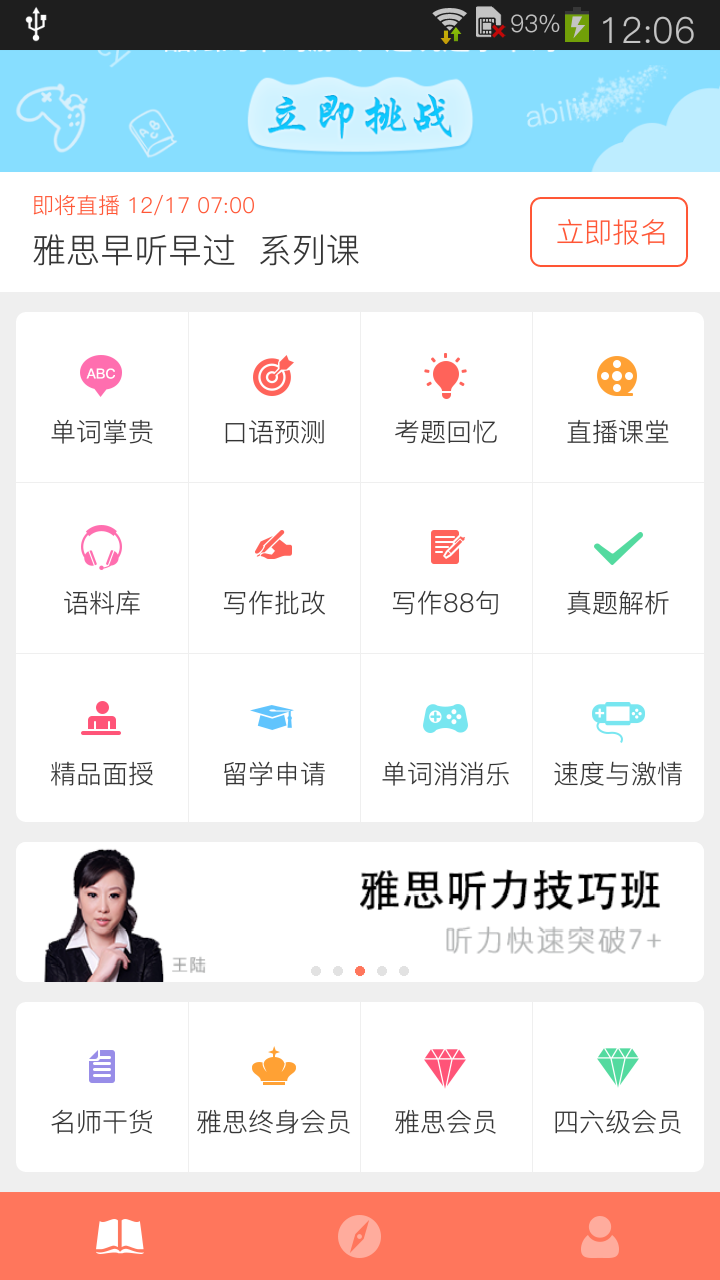 93% 12:06
立即挑战
ability
即将直播 12/17 07:00
雅思早听早过 系列课
立即报名
ABC
单词掌贵 口语预测 考题回忆 直播课堂
语料库 写作批改 写作88句 真题解析
精品面授 留学申请 单词消消乐 速度与激情
雅思听力技巧班
听力快速突破7+
王陆
名师干货 雅思终身会员 雅思会员 四六级会员